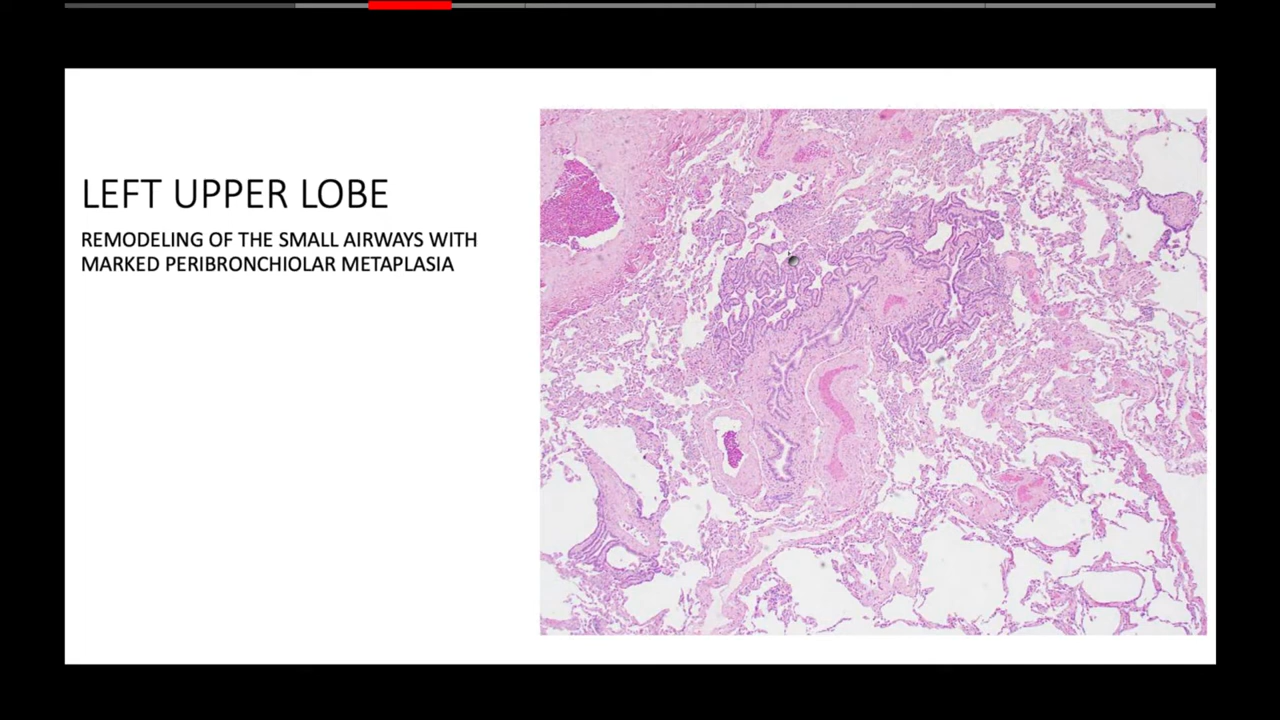 LEFT UPPER LOBE
REMODELING OF THE SMALL AIRWAYS WITH
MARKED PERIBRONCHIOLAR METAPLASIA